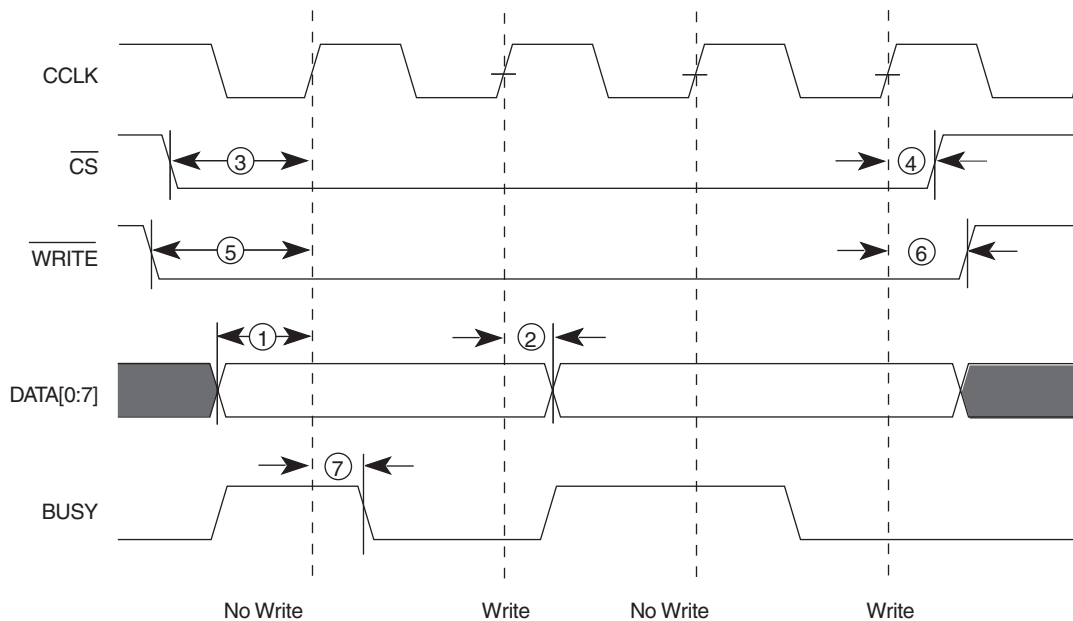 CCLK
CS
3
4
WRITE
5
6
1
2
DATA[0:7]
7
BUSY
No Write
Write
No Write
Write